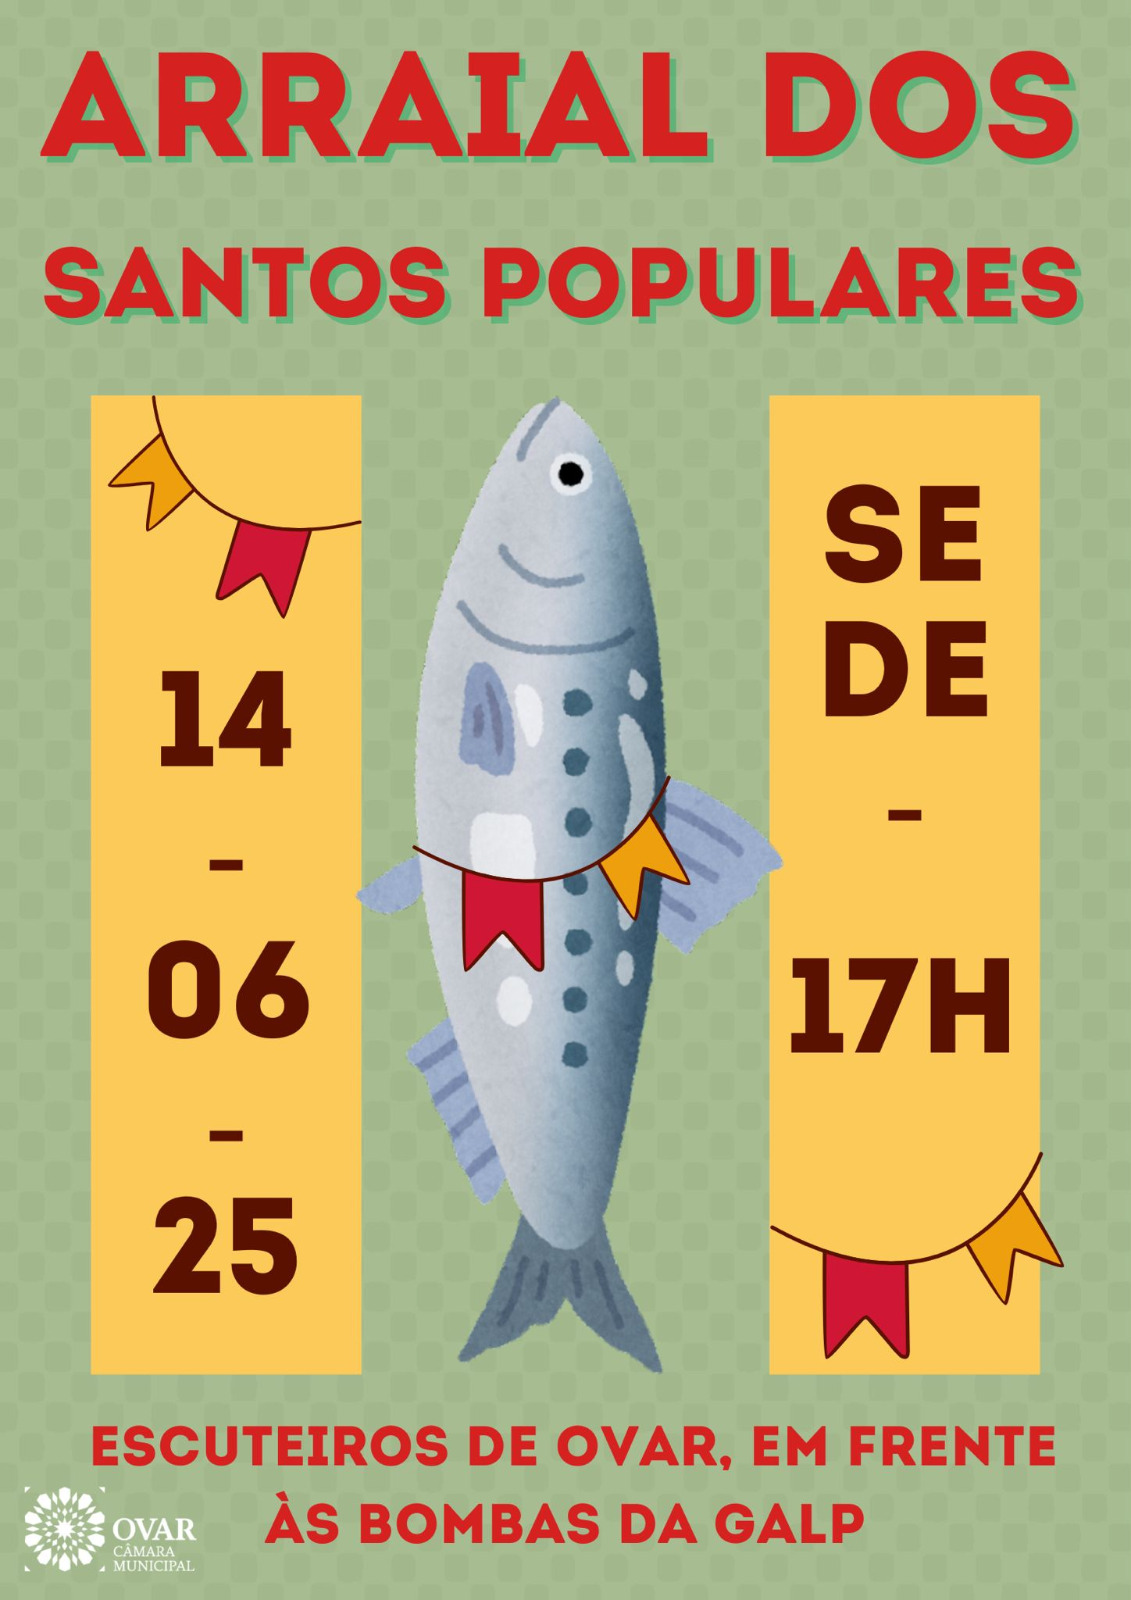 ARRAIAL DOS
SANTOS POPULARES
14
-
06
-
25
SE
DE
-
17H
ESCUTEIROS DE OVAR, EM FRENTE
ÀS BOMBAS DA GALP
OVAR
CÂMARA
MUNICIPAL